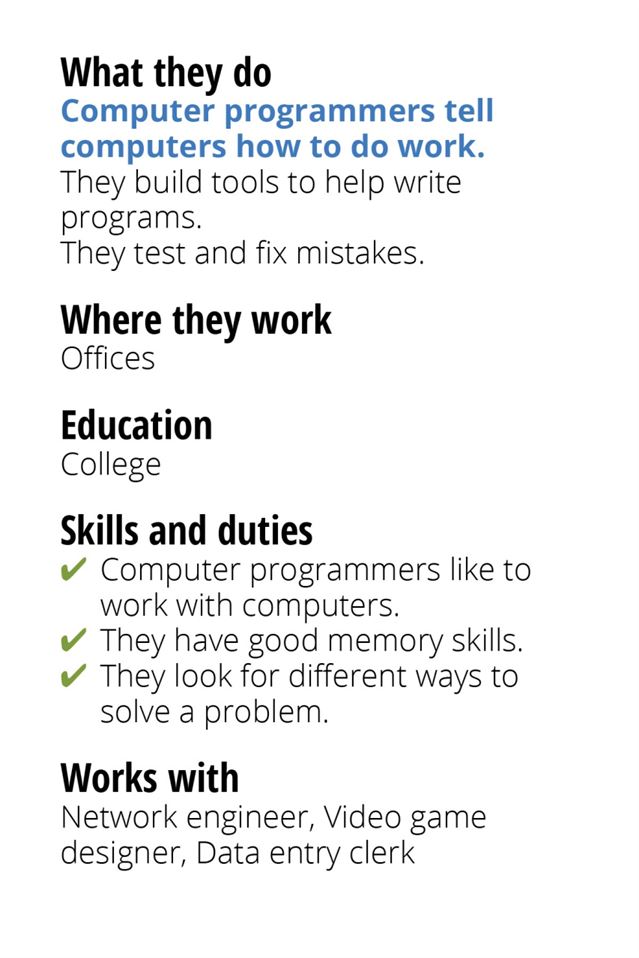 What they do
Computer programmers tell
computers how to do work.
They build tools to help write
programs.
They test and fix mistakes.
Where they work
Offices
Education
College
Skills and duties
✔ Computer programmers like to
work with computers.
✔ They have good memory skills.
✔ They look for different ways to
solve a problem.
Works with
Network engineer, Video game
designer, Data entry clerk